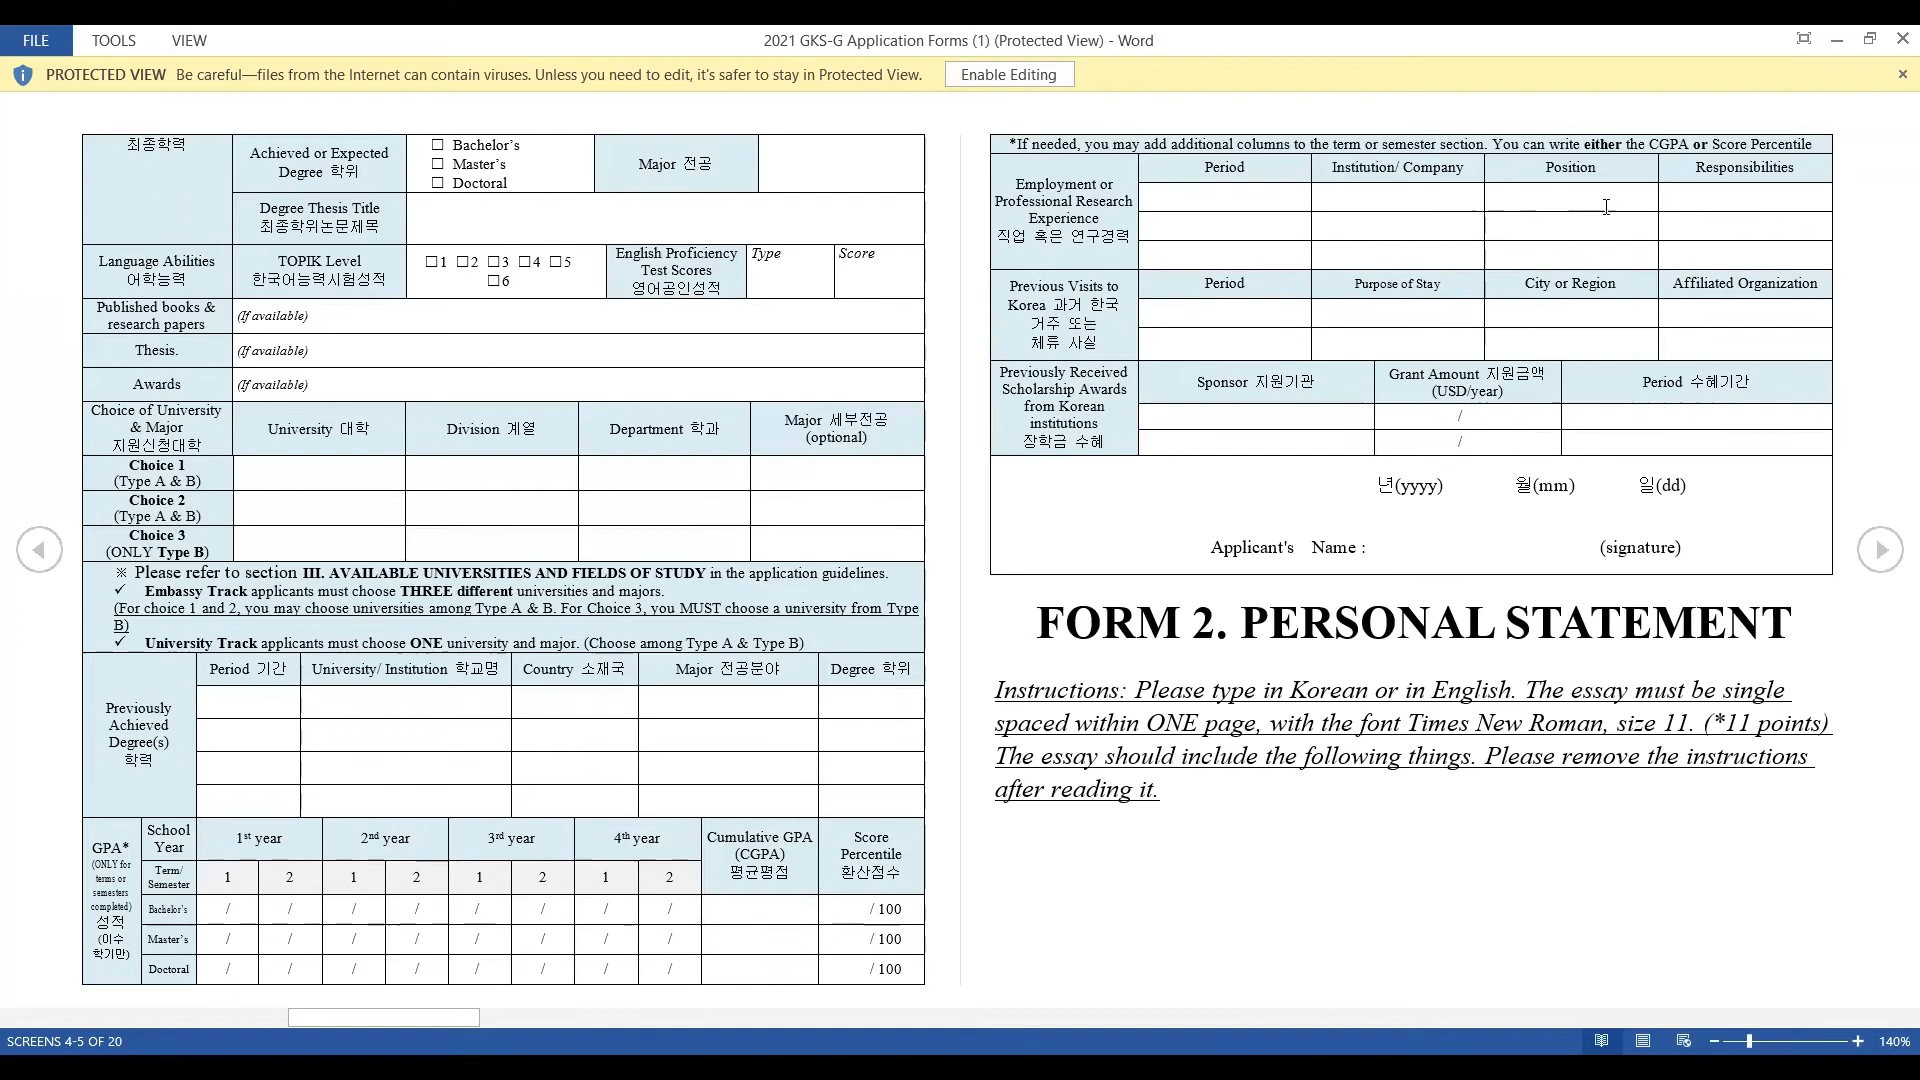 FILE TOOLS VIEW 2021 GKS-G Application Forms (1) (Protected View) - Word
PROTECTED VIEW Be careful—files from the Internet can contain viruses. Unless you need to edit, it's safer to stay in Protected View. Enable Editing
최종학력
Achieved or Expected
Degree 학위
☐ Bachelor's
☐ Master's
☐ Doctoral
Major 전공
Degree Thesis Title
최종학위논문제목
Language Abilities
어학능력
TOPIK Level
한국어능력시험성적
☐1 ☐2 ☐3 ☐4 ☐5
☐6
English Proficiency
Test Scores
영어공인성적
Type
Score
Published books &
research papers
(If available)
Thesis.
(If available)
Awards
(If available)
Choice of University
& Major
지원신청대학
University 대학
Division 계열
Department 학과
Major 세부전공
(optional)
Choice 1
(Type A & B)
Choice 2
(Type A & B)
Choice 3
(ONLY Type B)
※ Please refer to section III. AVAILABLE UNIVERSITIES AND FIELDS OF STUDY in the application guidelines.
✓ Embassy Track applicants must choose THREE different universities and majors.
(For choice 1 and 2, you may choose universities among Type A & B. For Choice 3, you MUST choose a university from Type
B)
✓ University Track applicants must choose ONE university and major. (Choose among Type A & Type B)
Previously
Achieved
Degree(s)
학력
Period 기간
University/ Institution 학교명
Country 소재국
Major 전공분야
Degree 학위
GPA*
(ONLY for
terms or
semesters
completed)
성적
(이수
학기만)
School
Year
1st year
2nd year
3rd year
4th year
Cumulative GPA
(CGPA)
평균평점
Score
Percentile
환산점수
Term/
Semester
1 2 1 2 1 2 1 2
Bachelor's / / / / / / / / / 100
Master's / / / / / / / / / 100
Doctoral / / / / / / / / / 100
*If needed, you may add additional columns to the term or semester section. You can write either the CGPA or Score Percentile
Employment or
Professional Research
Experience
직업 혹은 연구경력
Period
Institution/ Company
Position
Responsibilities
Previous Visits to
Korea 과거 한국
거주 또는
체류 사실
Period
Purpose of Stay
City or Region
Affiliated Organization
Previously Received
Scholarship Awards
from Korean
institutions
장학금 수혜
Sponsor 지원기관
Grant Amount 지원금액
(USD/year)
Period 수혜기간
/
/
년(yyyy) 월(mm) 일(dd)
Applicant's Name : (signature)
FORM 2. PERSONAL STATEMENT
Instructions: Please type in Korean or in English. The essay must be single
spaced within ONE page, with the font Times New Roman, size 11. (*11 points)
The essay should include the following things. Please remove the instructions
after reading it.
SCREENS 4-5 OF 20
140%